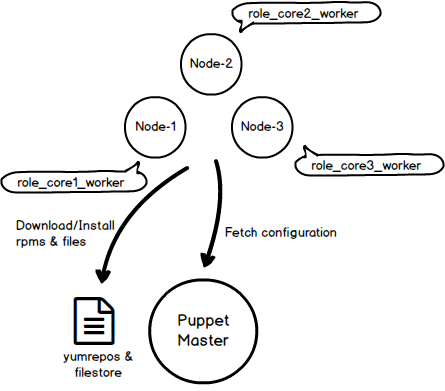 role_core2_worker
Node-2
Node-1
Node-3
role_core3_worker
role_core1_worker
Download/Install
rpms & files
Fetch configuration
Puppet
Master
yumrepos &
filestore